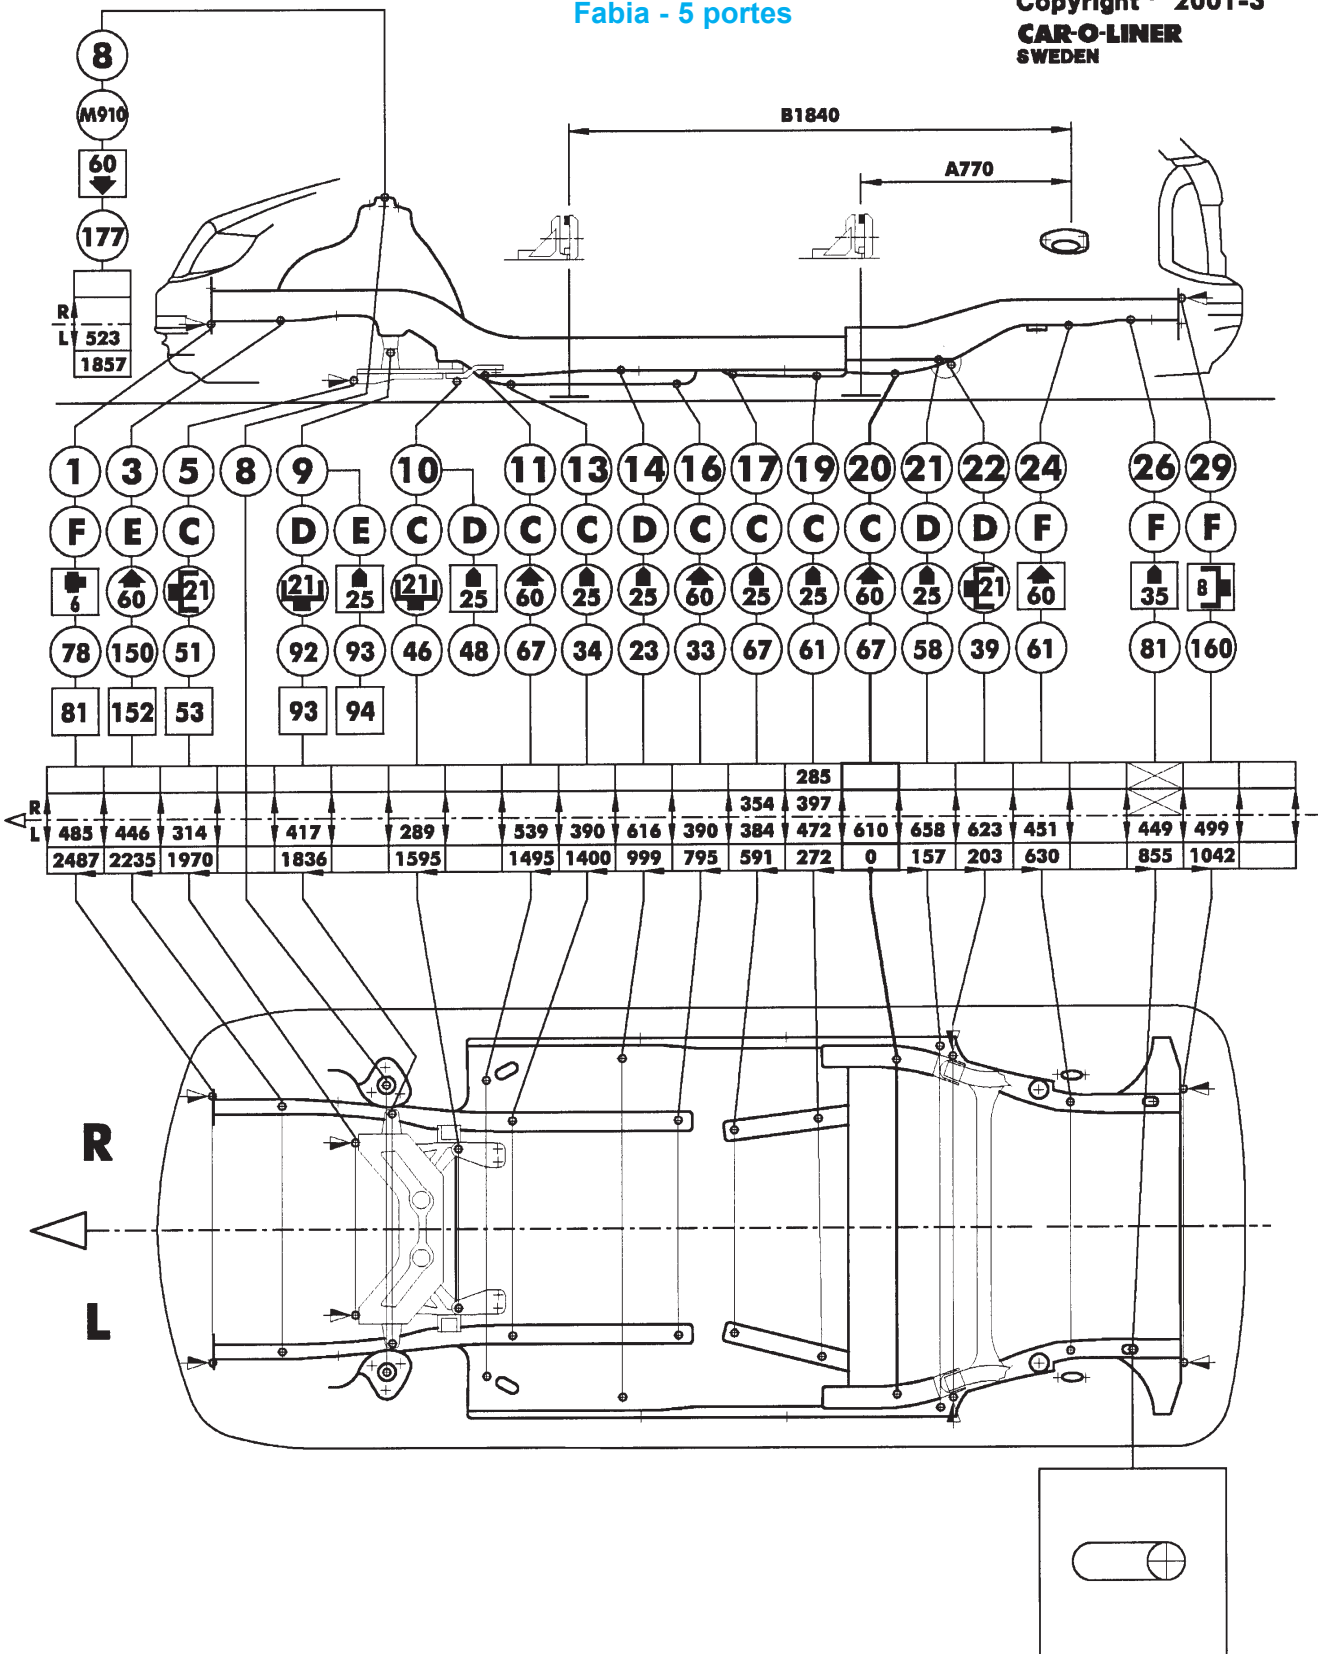 Fabia - 5 portes
Copyright 2001-3
CAR-O-LINER
SWEDEN
8
M910
60
177
R
L 523
1857
B1840
A770
1 3 5 8 9 10 11 13 14 16 17 19 20 21 22 24 26 29
F E C D E C D C C D C C C C D D F F F
6 60 21 21 25 21 25 60 25 25 60 25 25 60 25 21 60 35 8
78 150 51 92 93 46 48 67 34 23 33 67 61 67 58 39 61 81 160
81 152 53 93 94
285
R 354 397
L 485 446 314 417 289 539 390 616 390 384 472 610 658 623 451 449 499
2487 2235 1970 1836 1595 1495 1400 999 795 591 272 0 157 203 630 855 1042
R
L